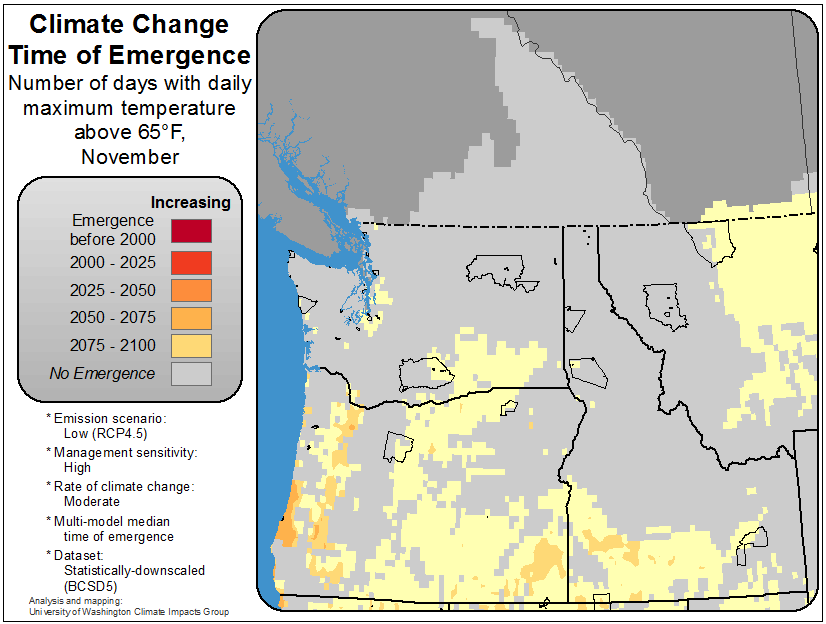 Climate Change
Time of Emergence
Number of days with daily
maximum temperature
above 65°F,
November
Increasing
Emergence
before 2000
2000 - 2025
2025 - 2050
2050 - 2075
2075 - 2100
No Emergence
* Emission scenario:
Low (RCP4.5)
* Management sensitivity:
High
* Rate of climate change:
Moderate
* Multi-model median
time of emergence
* Dataset:
Statistically-downscaled
(BCSD5)
Analysis and mapping:
University of Washington Climate Impacts Group